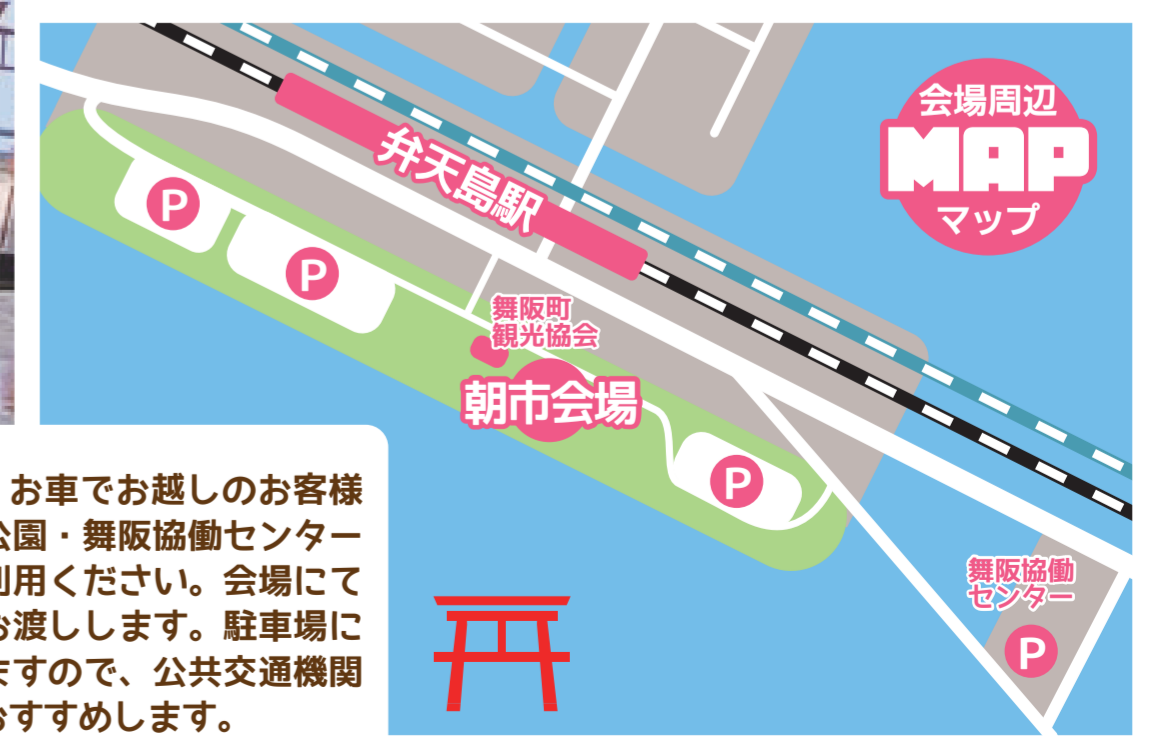 会場周辺
MAP
マップ
弁天島駅
P
P
舞阪町
観光協会
朝市会場
P
舞阪協働
センター
P
お車でお越しのお客様
公園・舞阪協働センター
利用ください。会場にて
お渡しします。駐車場に
ますので、公共交通機関
おすすめします。